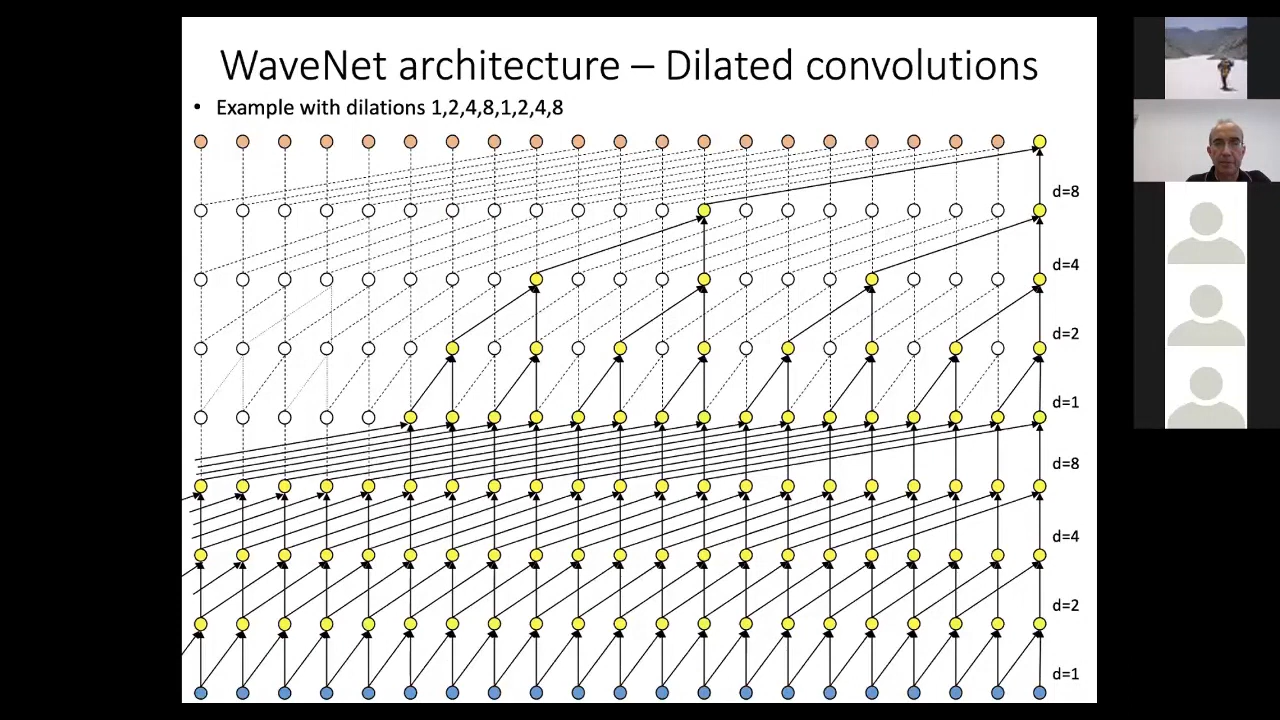 WaveNet architecture – Dilated convolutions
• Example with dilations 1,2,4,8,1,2,4,8
d=8
d=4
d=2
d=1
d=8
d=4
d=2
d=1